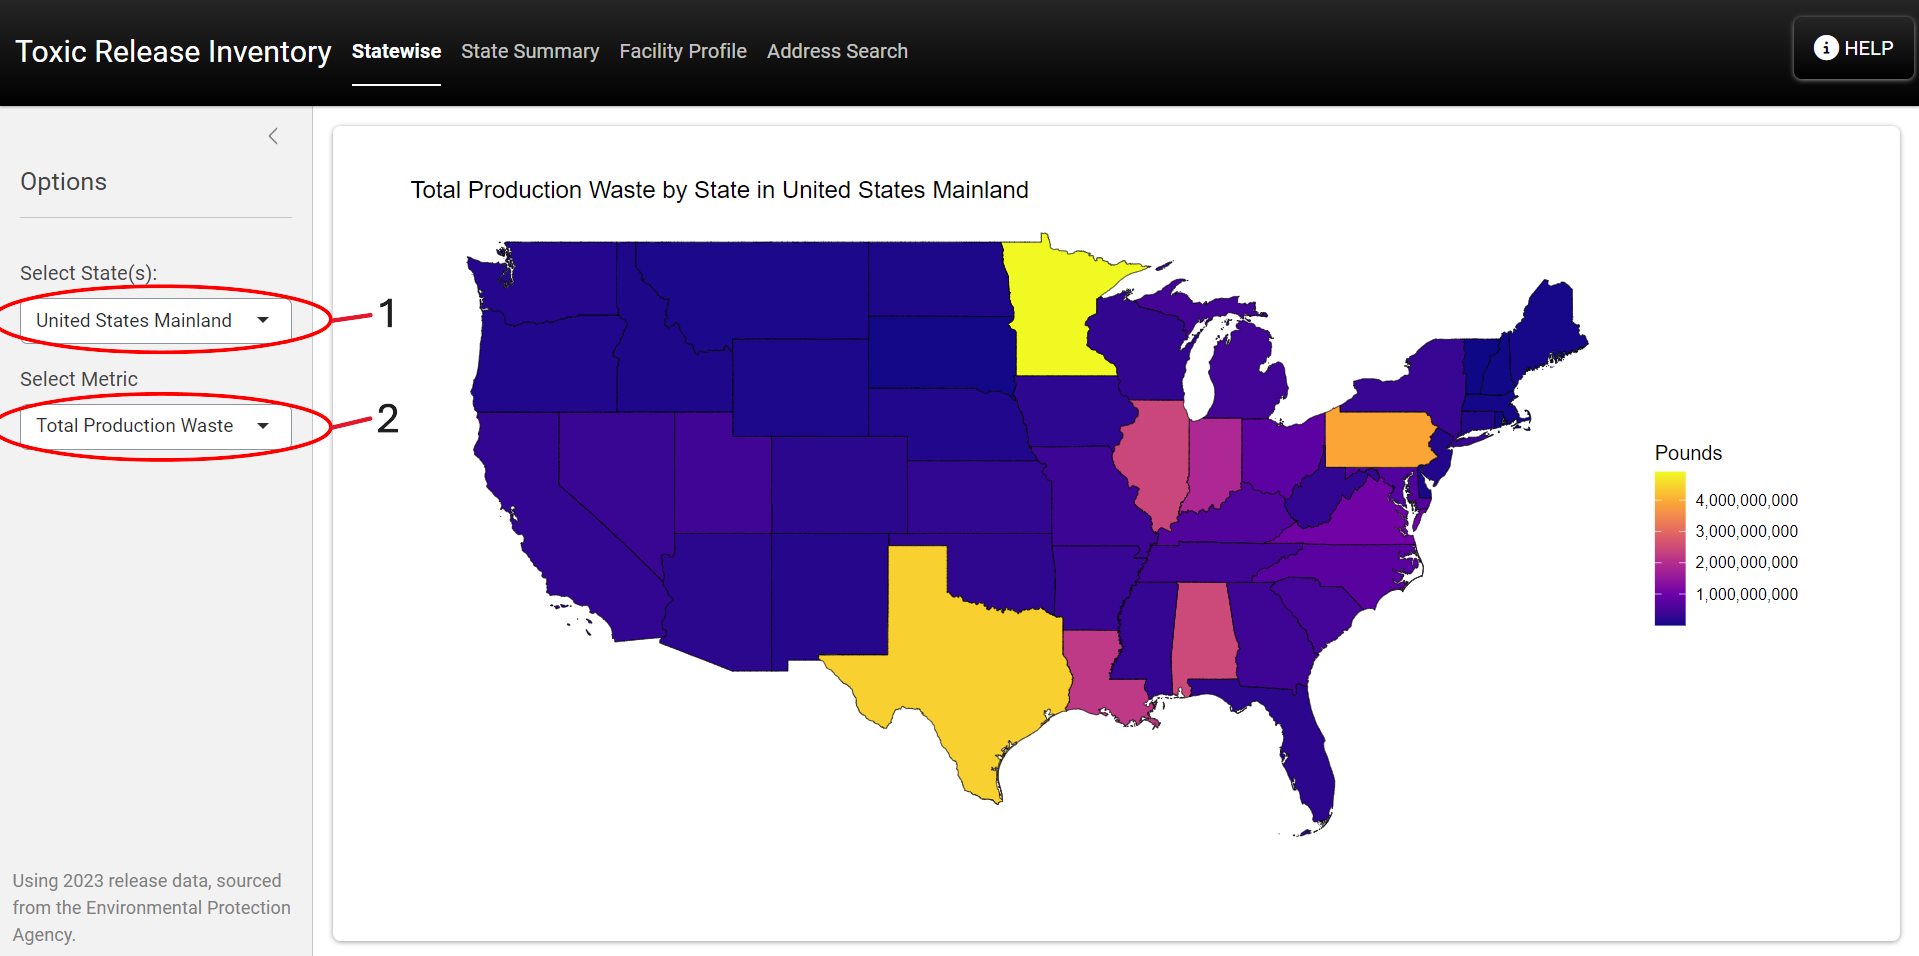 Toxic Release Inventory Statewise State Summary Facility Profile Address Search HELP
Options
Select State(s):
United States Mainland
1
Select Metric
Total Production Waste
2
Using 2023 release data, sourced
from the Environmental Protection
Agency.
Total Production Waste by State in United States Mainland
Pounds
4,000,000,000
3,000,000,000
2,000,000,000
1,000,000,000